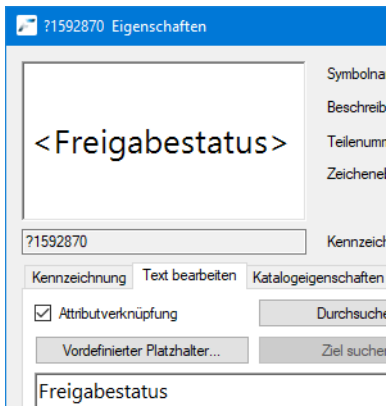 ?1592870 Eigenschaften
Symbolna
Beschreib
<Freigabestatus>
Teilenumm
Zeichenel
?1592870
Kennzeich
Kennzeichnung Text bearbeiten Katalogeigenschaften
Attributverknüpfung
Durchsuche
Vordefinierter Platzhalter...
Ziel suchen
Freigabestatus